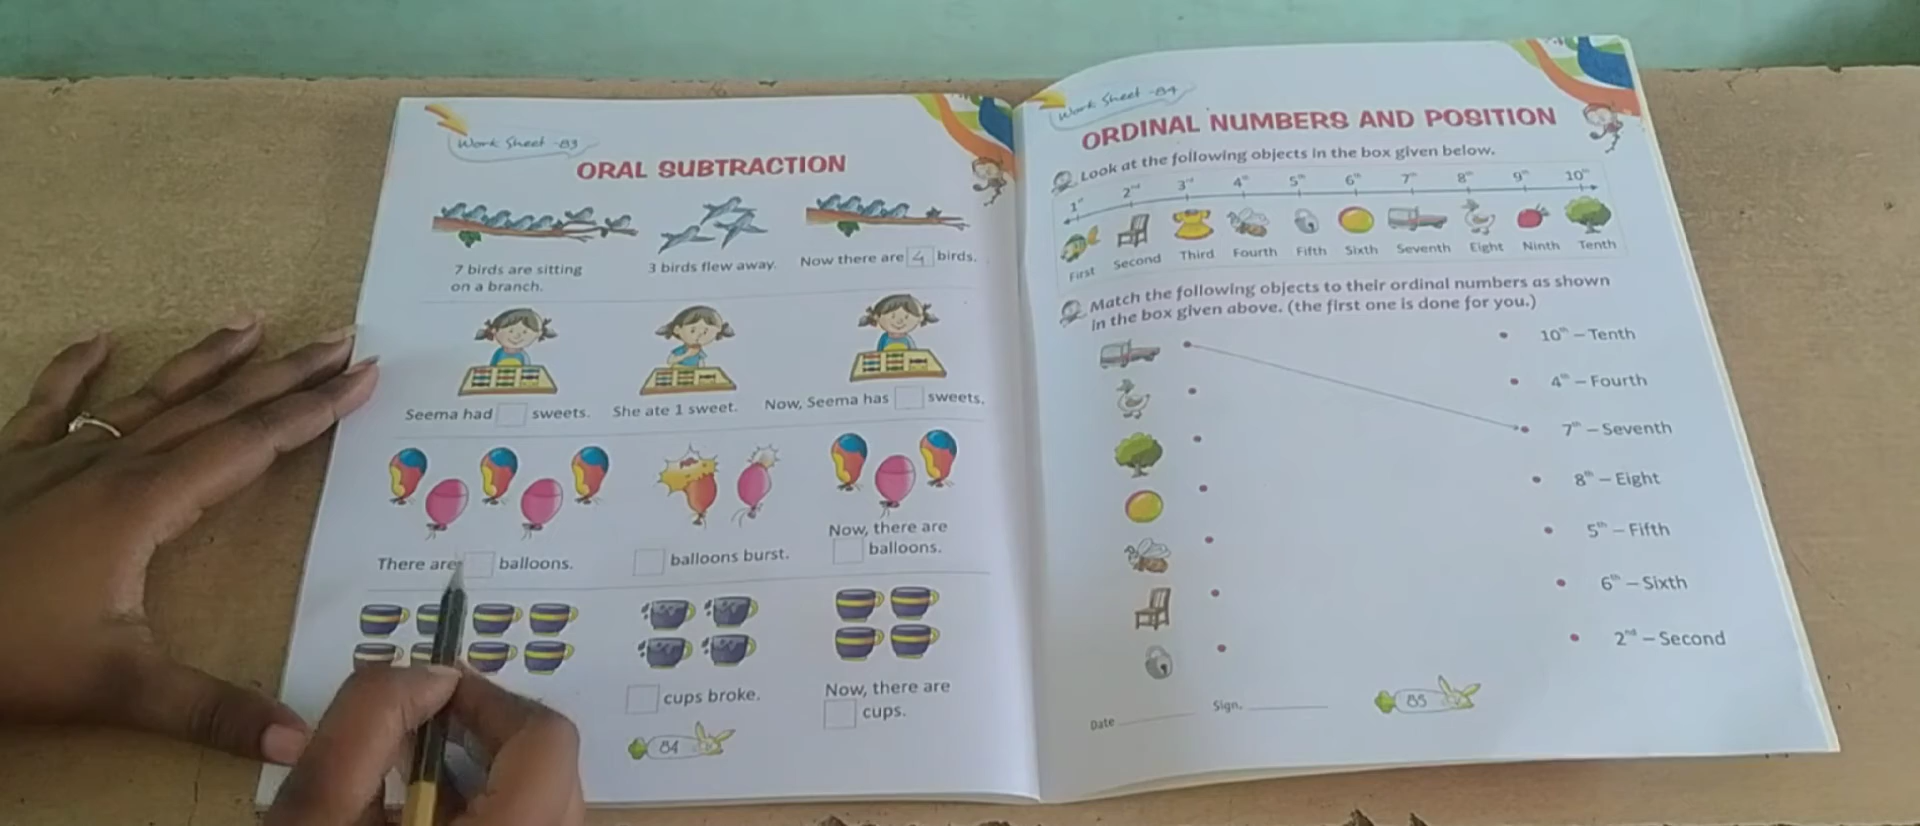 Work Sheet -83
ORAL SUBTRACTION
7 birds are sitting
on a branch.
3 birds flew away.
Now there are 4 birds.
Seema had sweets.
She ate 1 sweet.
Now, Seema has sweets.
There are balloons.
balloons burst.
Now, there are
balloons.
cups broke.
Now, there are
cups.
84
Work Sheet -84
ORDINAL NUMBERS AND POSITION
Look at the following objects in the box given below.
1st 2nd 3rd 4th 5th 6th 7th 8th 9th 10th
First Second Third Fourth Fifth Sixth Seventh Eight Ninth Tenth
Match the following objects to their ordinal numbers as shown
in the box given above. (the first one is done for you.)
10th – Tenth
4th – Fourth
7th – Seventh
8th – Eight
5th – Fifth
6th – Sixth
2nd – Second
Date Sign.
85